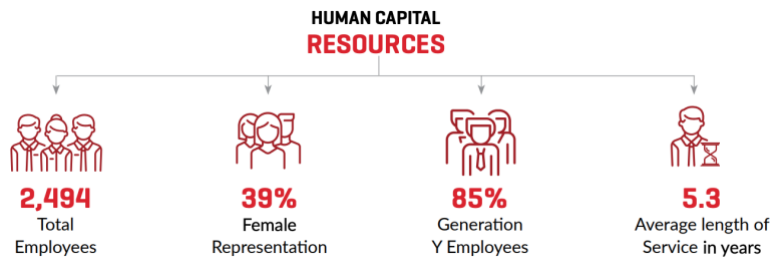 HUMAN CAPITAL
RESOURCES
2,494
Total
Employees
39%
Female
Representation
85%
Generation
Y Employees
5.3
Average length of
Service in years